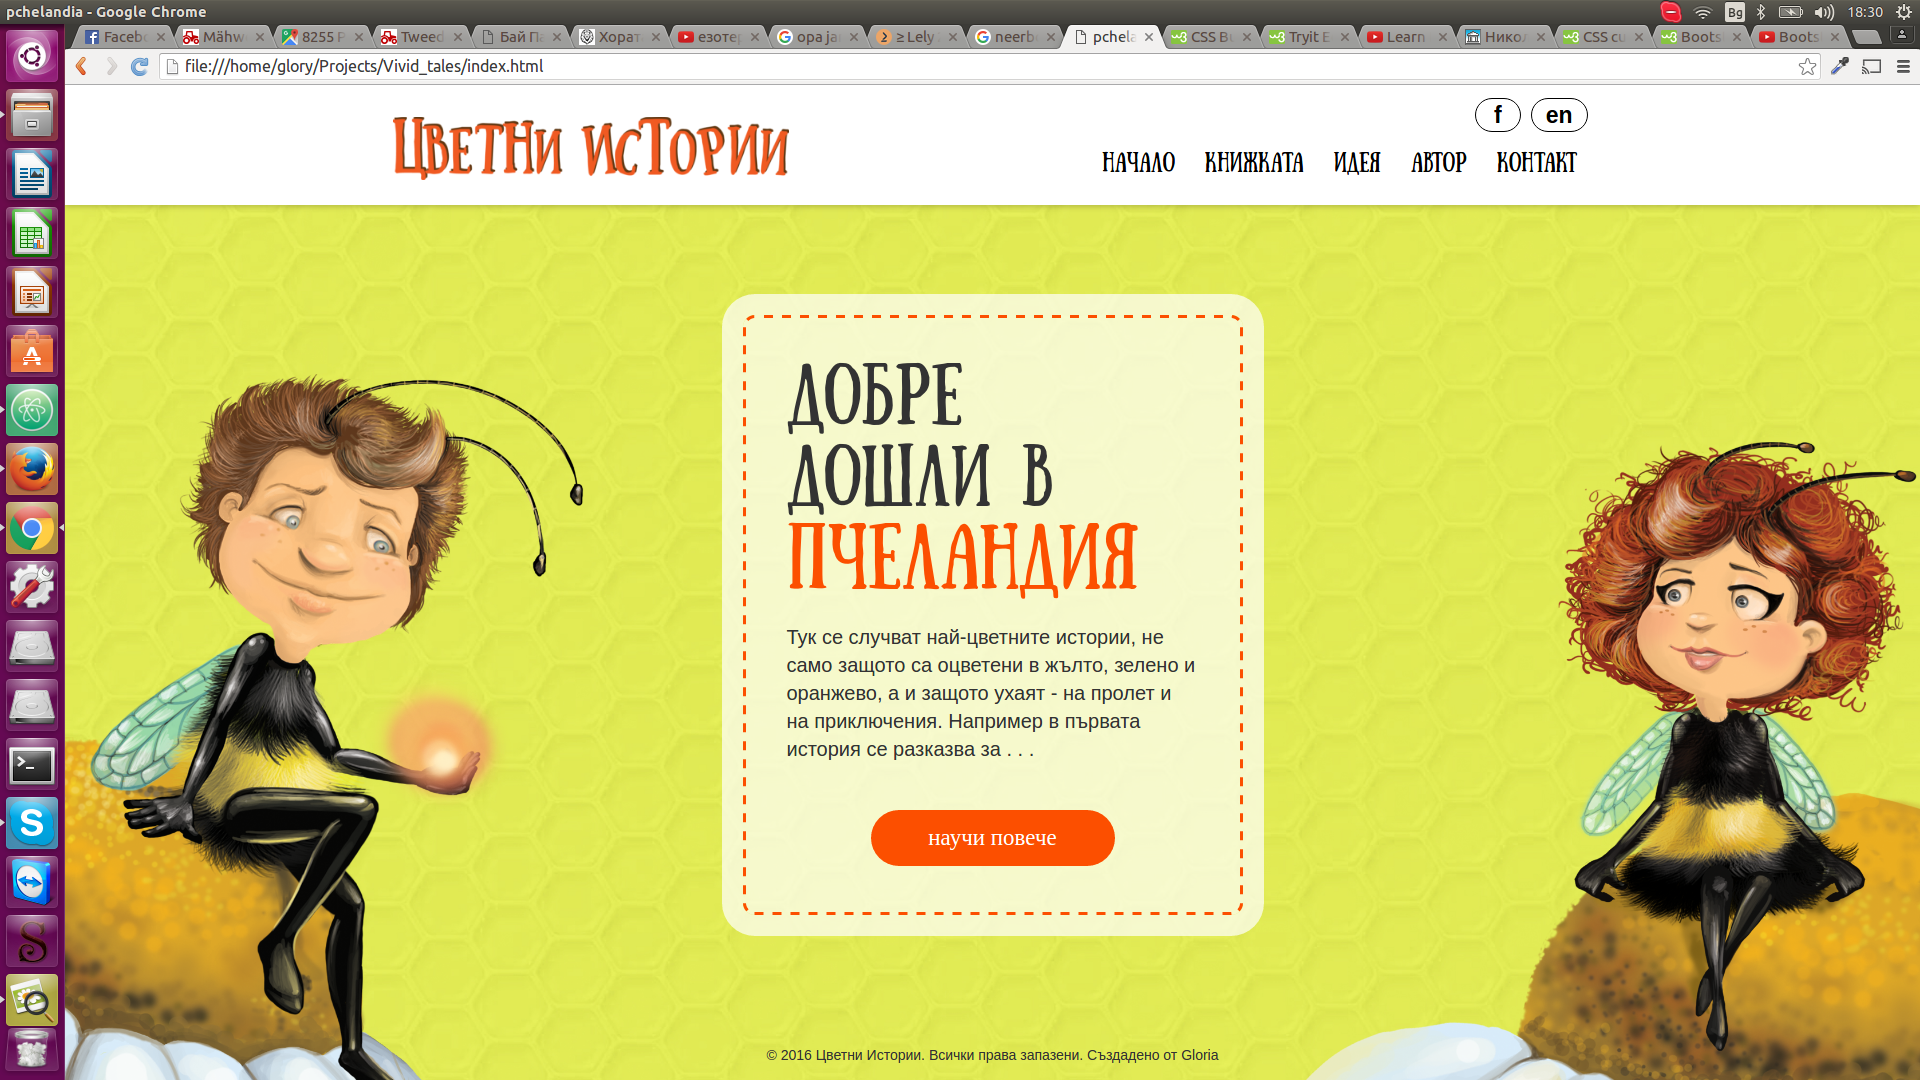 pchelandia - Google Chrome
Bg
18:30
Faceb
Mähw
8255 P
Tweed
Бай П
Хорат
езотер
opa ja
≥ Lely
neerb
pchela
CSS B
Tryit E
Learn
Нико
CSS cu
Boots
Boots
file:///home/glory/Projects/Vivid_tales/index.html
ЦВЕТНИ ИСТОРИИ
f
en
НАЧАЛО
КНИЖКАТА
ИДЕЯ
АВТОР
КОНТАКТ
ДОБРЕ
ДОШЛИ В
ПЧЕЛАНДИЯ
Тук се случват най-цветните истории, не
само защото са оцветени в жълто, зелено и
оранжево, а и защото ухаят - на пролет и
на приключения. Например в първата
история се разказва за . . .
научи повече
© 2016 Цветни Истории. Всички права запазени. Създадено от Gloria